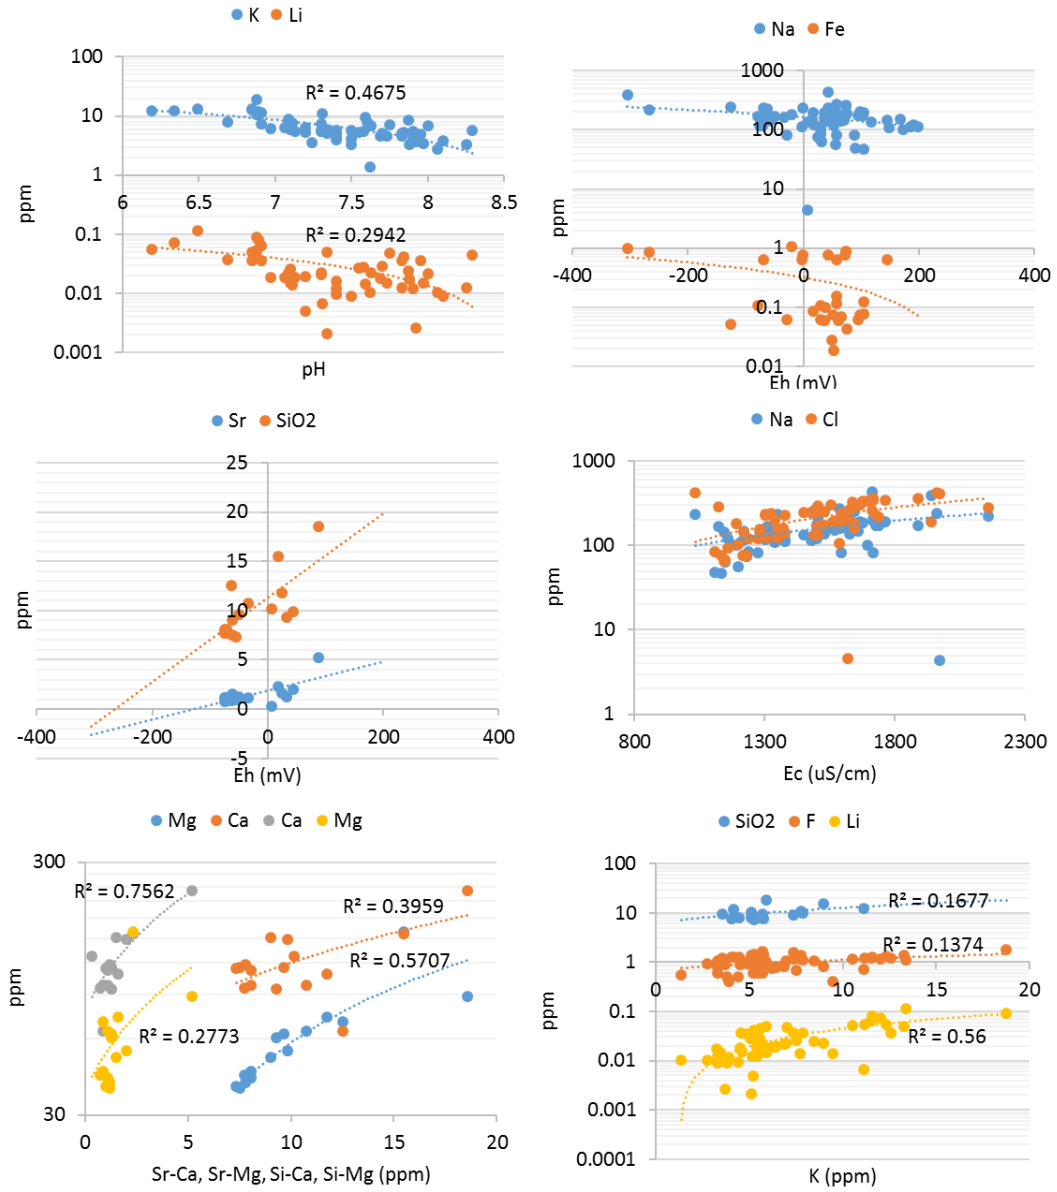 K Li
100
R² = 0.4675
10
1
6 6.5 7 7.5 8 8.5
ppm
0.1
R² = 0.2942
0.01
0.001
pH
Na Fe
1000
100
10
ppm
1
-400 -200 0 200 400
0.1
0.01
Eh (mV)
Sr SiO2
25
20
15
ppm
10
5
0
-400 -200 0 200 400
-5
Eh (mV)
Na Cl
1000
100
ppm
10
1
800 1300 1800 2300
Ec (uS/cm)
Mg Ca Ca Mg
300
R² = 0.7562
R² = 0.3959
R² = 0.5707
ppm
R² = 0.2773
30
0 5 10 15 20
Sr-Ca, Sr-Mg, Si-Ca, Si-Mg (ppm)
SiO2 F Li
100
R² = 0.1677
10
R² = 0.1374
1
0 5 10 15 20
ppm
0.1
R² = 0.56
0.01
0.001
0.0001
K (ppm)